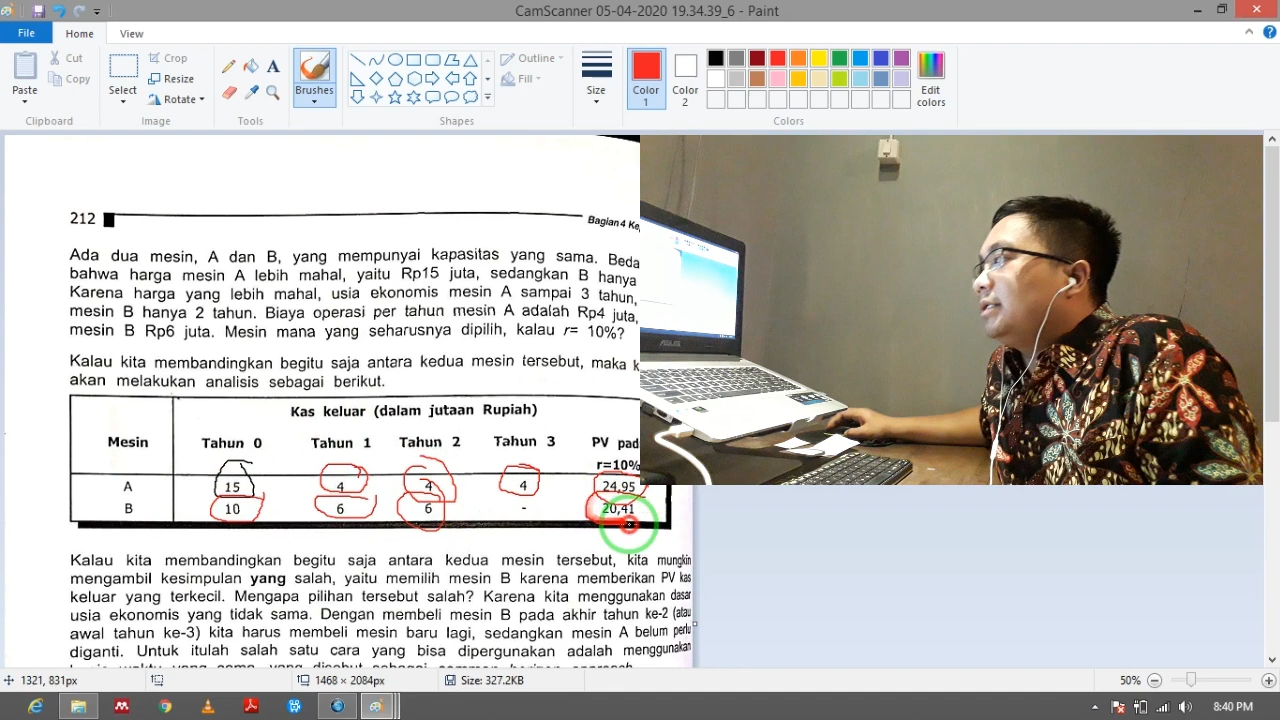 CamScanner 05-04-2020 19.34.39_6 - Paint
File Home View
Paste
Cut
Copy
Clipboard
Select
Crop
Resize
Rotate
Image
Tools
Brushes
Outline
Fill
Shapes
Size
Color 1
Color 2
Edit colors
Colors
212
Bagian 4
Ada dua mesin, A dan B, yang mempunyai kapasitas yang sama.
bahwa harga mesin A lebih mahal, yaitu Rp15 juta, sedangkan B hanya
Karena harga yang lebih mahal, usia ekonomis mesin A sampai 3 tahun,
mesin B hanya 2 tahun. Biaya operasi per tahun mesin A adalah Rp4 juta,
mesin B Rp6 juta. Mesin mana yang seharusnya dipilih, kalau r= 10%?
Kalau kita membandingkan begitu saja antara kedua mesin tersebut, maka
akan melakukan analisis sebagai berikut.
Kas keluar (dalam jutaan Rupiah)
Mesin Tahun 0 Tahun 1 Tahun 2 Tahun 3 PV
r=10%
A 15 4 4 4 24,95
B 10 6 6 - 20,41
Kalau kita membandingkan begitu saja antara kedua mesin tersebut, kita mungkin
mengambil kesimpulan yang salah, yaitu memilih mesin B karena memberikan PV kas
keluar yang terkecil. Mengapa pilihan tersebut salah? Karena kita menggunakan dasar
usia ekonomis yang tidak sama. Dengan membeli mesin B pada akhir tahun ke-2 (atau
awal tahun ke-3) kita harus membeli mesin baru lagi, sedangkan mesin A belum perlu
diganti. Untuk itulah salah satu cara yang bisa dipergunakan adalah menggunakan
ASUS
1321, 831px
1468 × 2084px
Size: 327.2KB
50%
8:40 PM